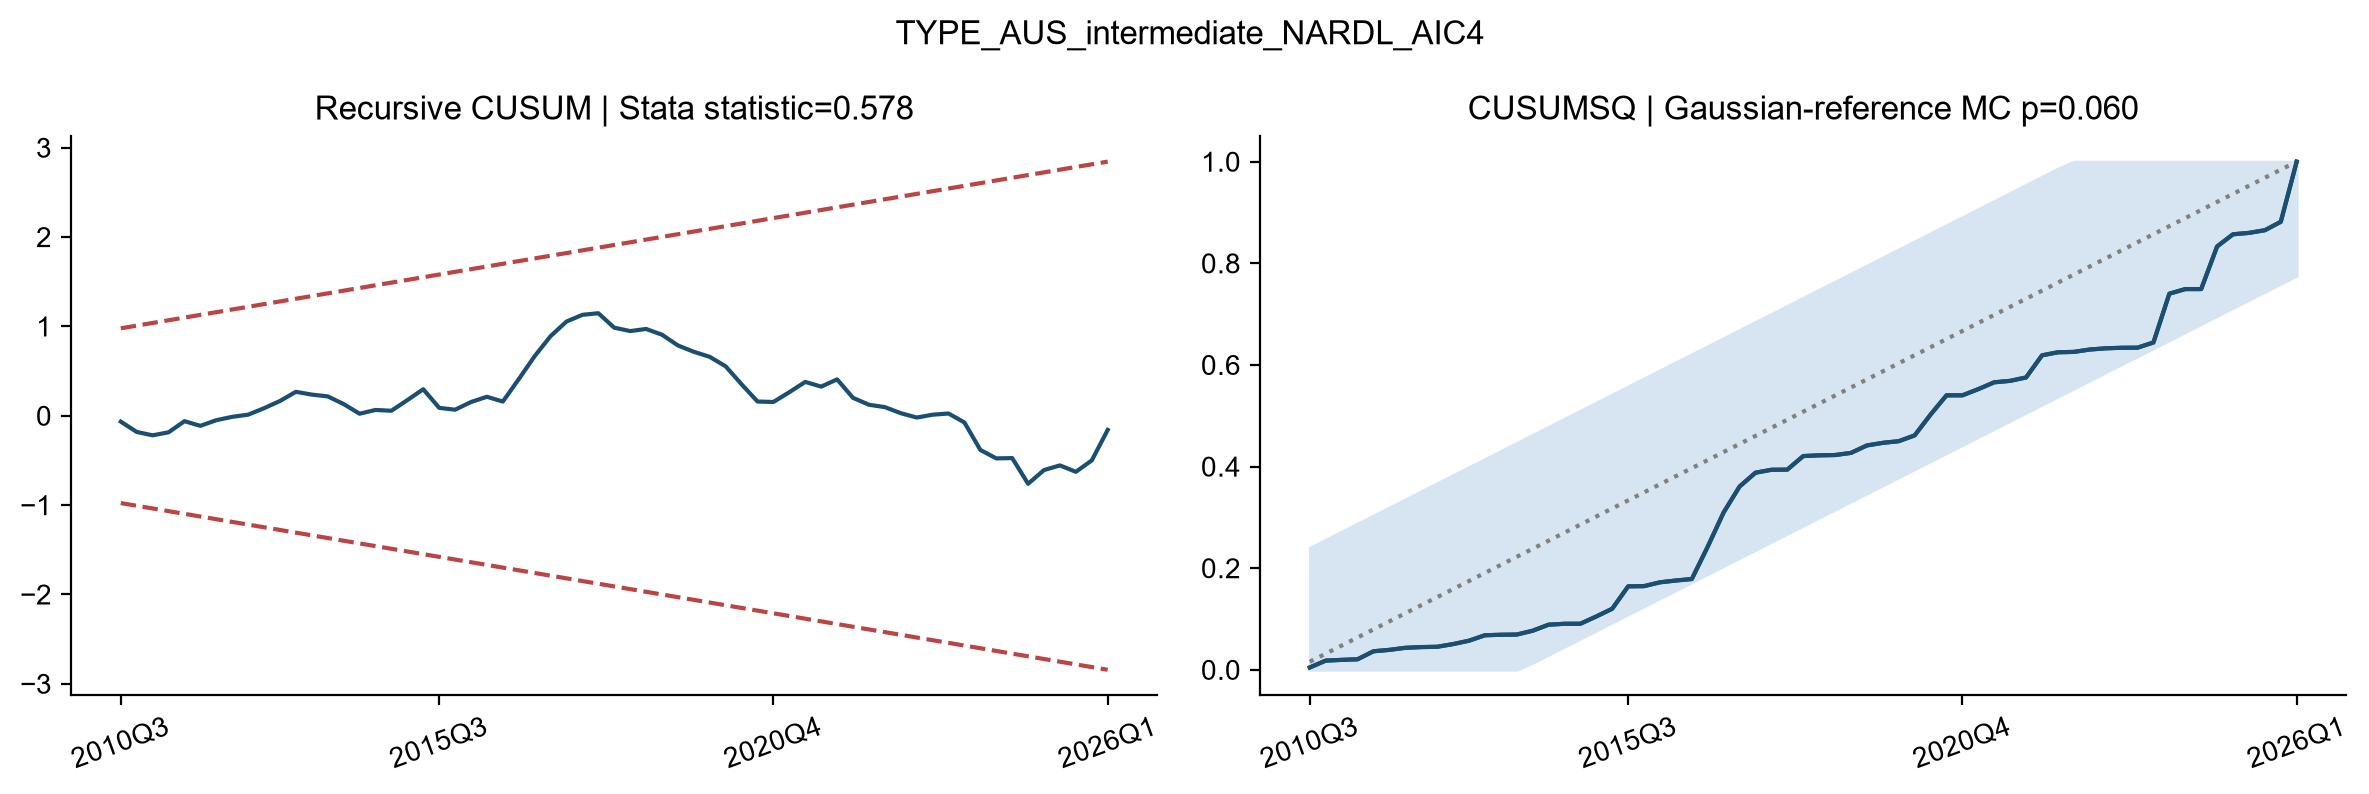 TYPE_AUS_intermediate_NARDL_AIC4
Recursive CUSUM | Stata statistic=0.578
3
2
1
0
−1
−2
−3
2010Q3
2015Q3
2020Q4
2026Q1
CUSUMSQ | Gaussian-reference MC p=0.060
1.0
0.8
0.6
0.4
0.2
0.0
2010Q3
2015Q3
2020Q4
2026Q1